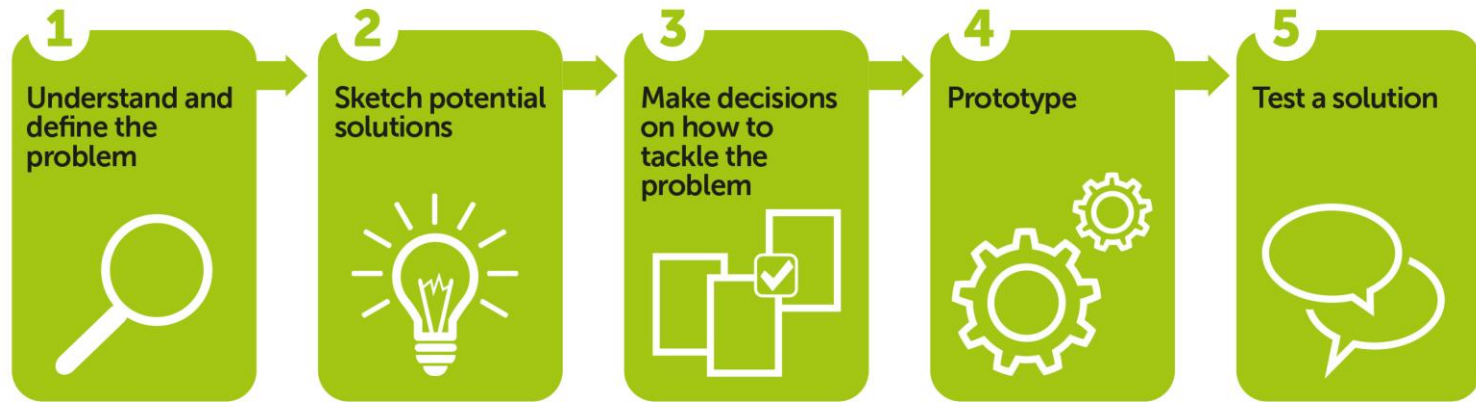 1
Understand and
define the
problem
2
Sketch potential
solutions
3
Make decisions
on how to
tackle the
problem
4
Prototype
5
Test a solution